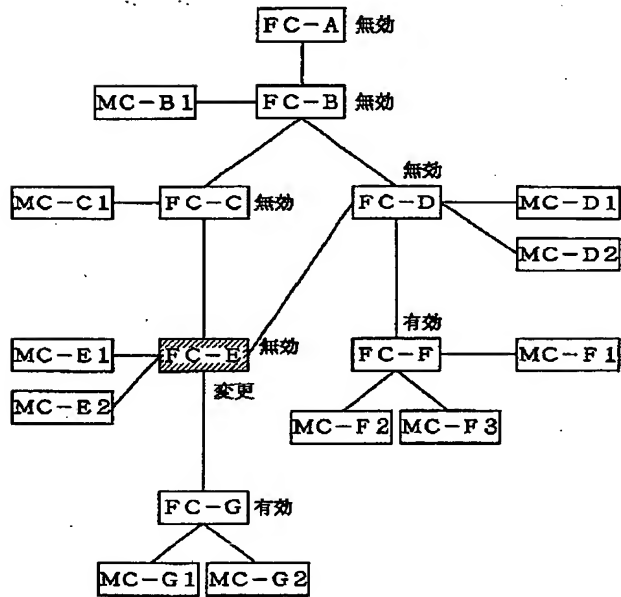 FC-A 無効
MC-B1 FC-B 無効
無効
MC-C1 FC-C 無効 FC-D MC-D1
MC-D2
有効
MC-E1 FC-E 無効 FC-F MC-F1
変更
MC-E2
MC-F2 MC-F3
FC-G 有効
MC-G1 MC-G2